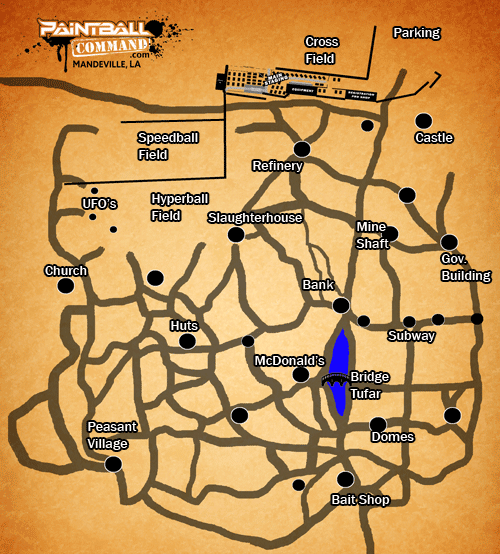 PAINTBALL
COMMAND
.com
MANDEVILLE, LA
Cross
Field
Parking
MAIN
STAGING
EQUIPMENT
REGISTRATION
PRO SHOP
Speedball
Field
Castle
Refinery
UFO's
Hyperball
Field
Slaughterhouse
Mine
Shaft
Gov.
Building
Church
Bank
Huts
Subway
McDonald's
Bridge
Tufar
Peasant
Village
Domes
Bait Shop